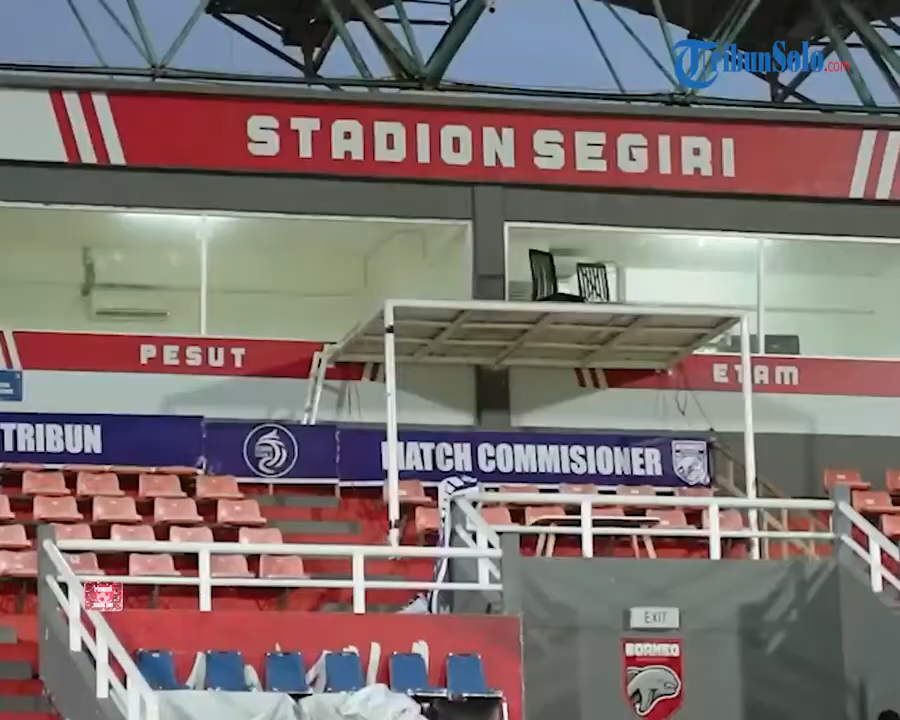 TribunSolo.com
STADION SEGIRI
PESUT
ETAM
TRIBUN
MATCH COMMISIONER
EXIT
BORNEO